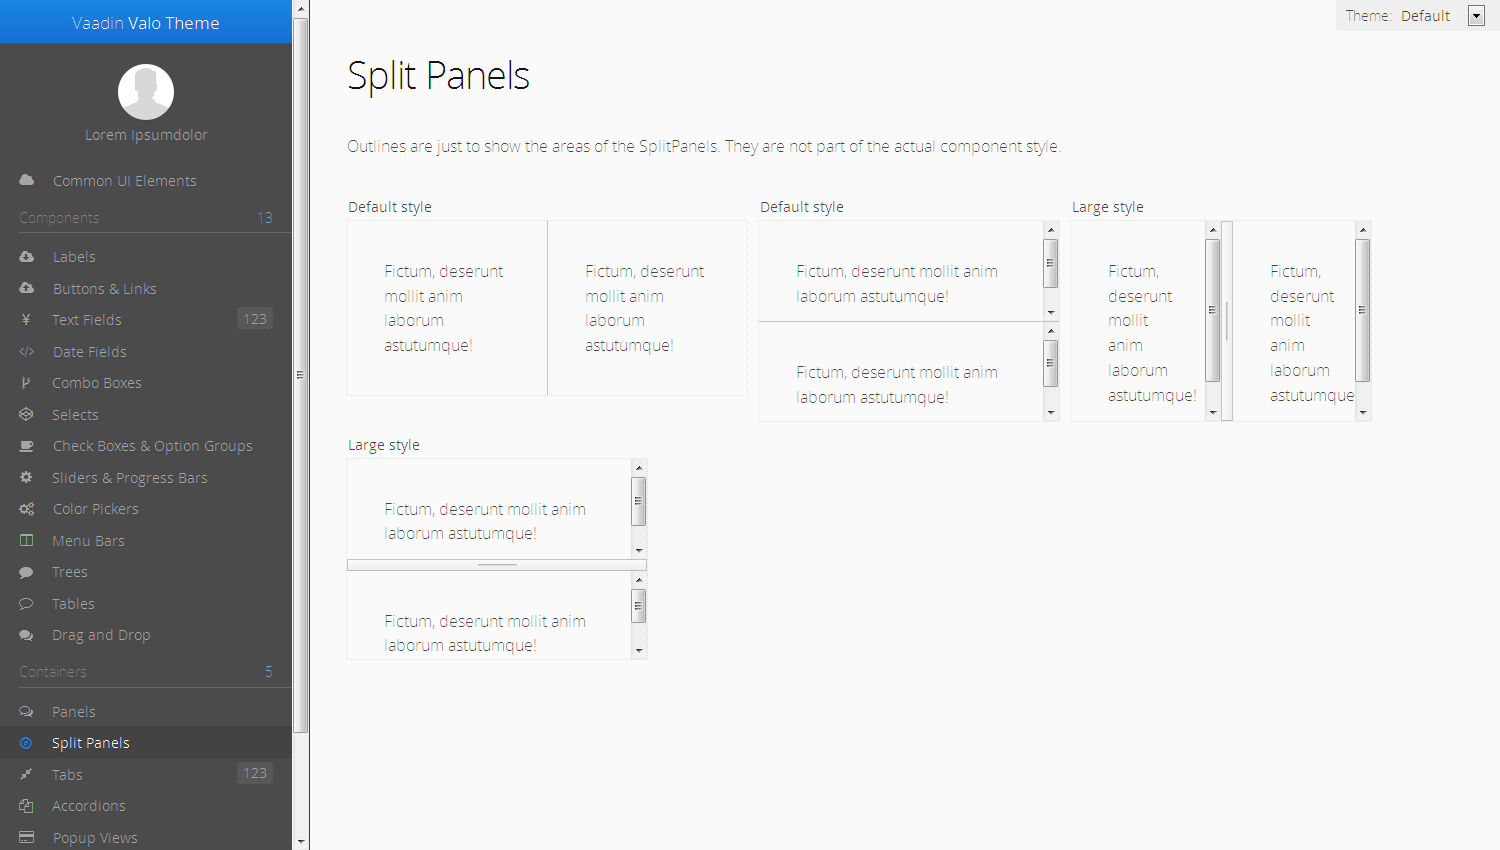 Vaadin Valo Theme
Lorem Ipsumdolor
Common UI Elements
Components 13
Labels
Buttons & Links
Text Fields 123
Date Fields
Combo Boxes
Selects
Check Boxes & Option Groups
Sliders & Progress Bars
Color Pickers
Menu Bars
Trees
Tables
Drag and Drop
Containers 5
Panels
Split Panels
Tabs 123
Accordions
Popup Views
Theme: Default
Split Panels
Outlines are just to show the areas of the SplitPanels. They are not part of the actual component style.
Default style
Fictum, deserunt
mollit anim
laborum
astutumque!
Fictum, deserunt
mollit anim
laborum
astutumque!
Default style
Fictum, deserunt mollit anim
laborum astutumque!
Fictum, deserunt mollit anim
laborum astutumque!
Large style
Fictum,
deserunt
mollit
anim
laborum
astutumque!
Fictum,
deserunt
mollit
anim
laborum
astutumque
Large style
Fictum, deserunt mollit anim
laborum astutumque!
Fictum, deserunt mollit anim
laborum astutumque!